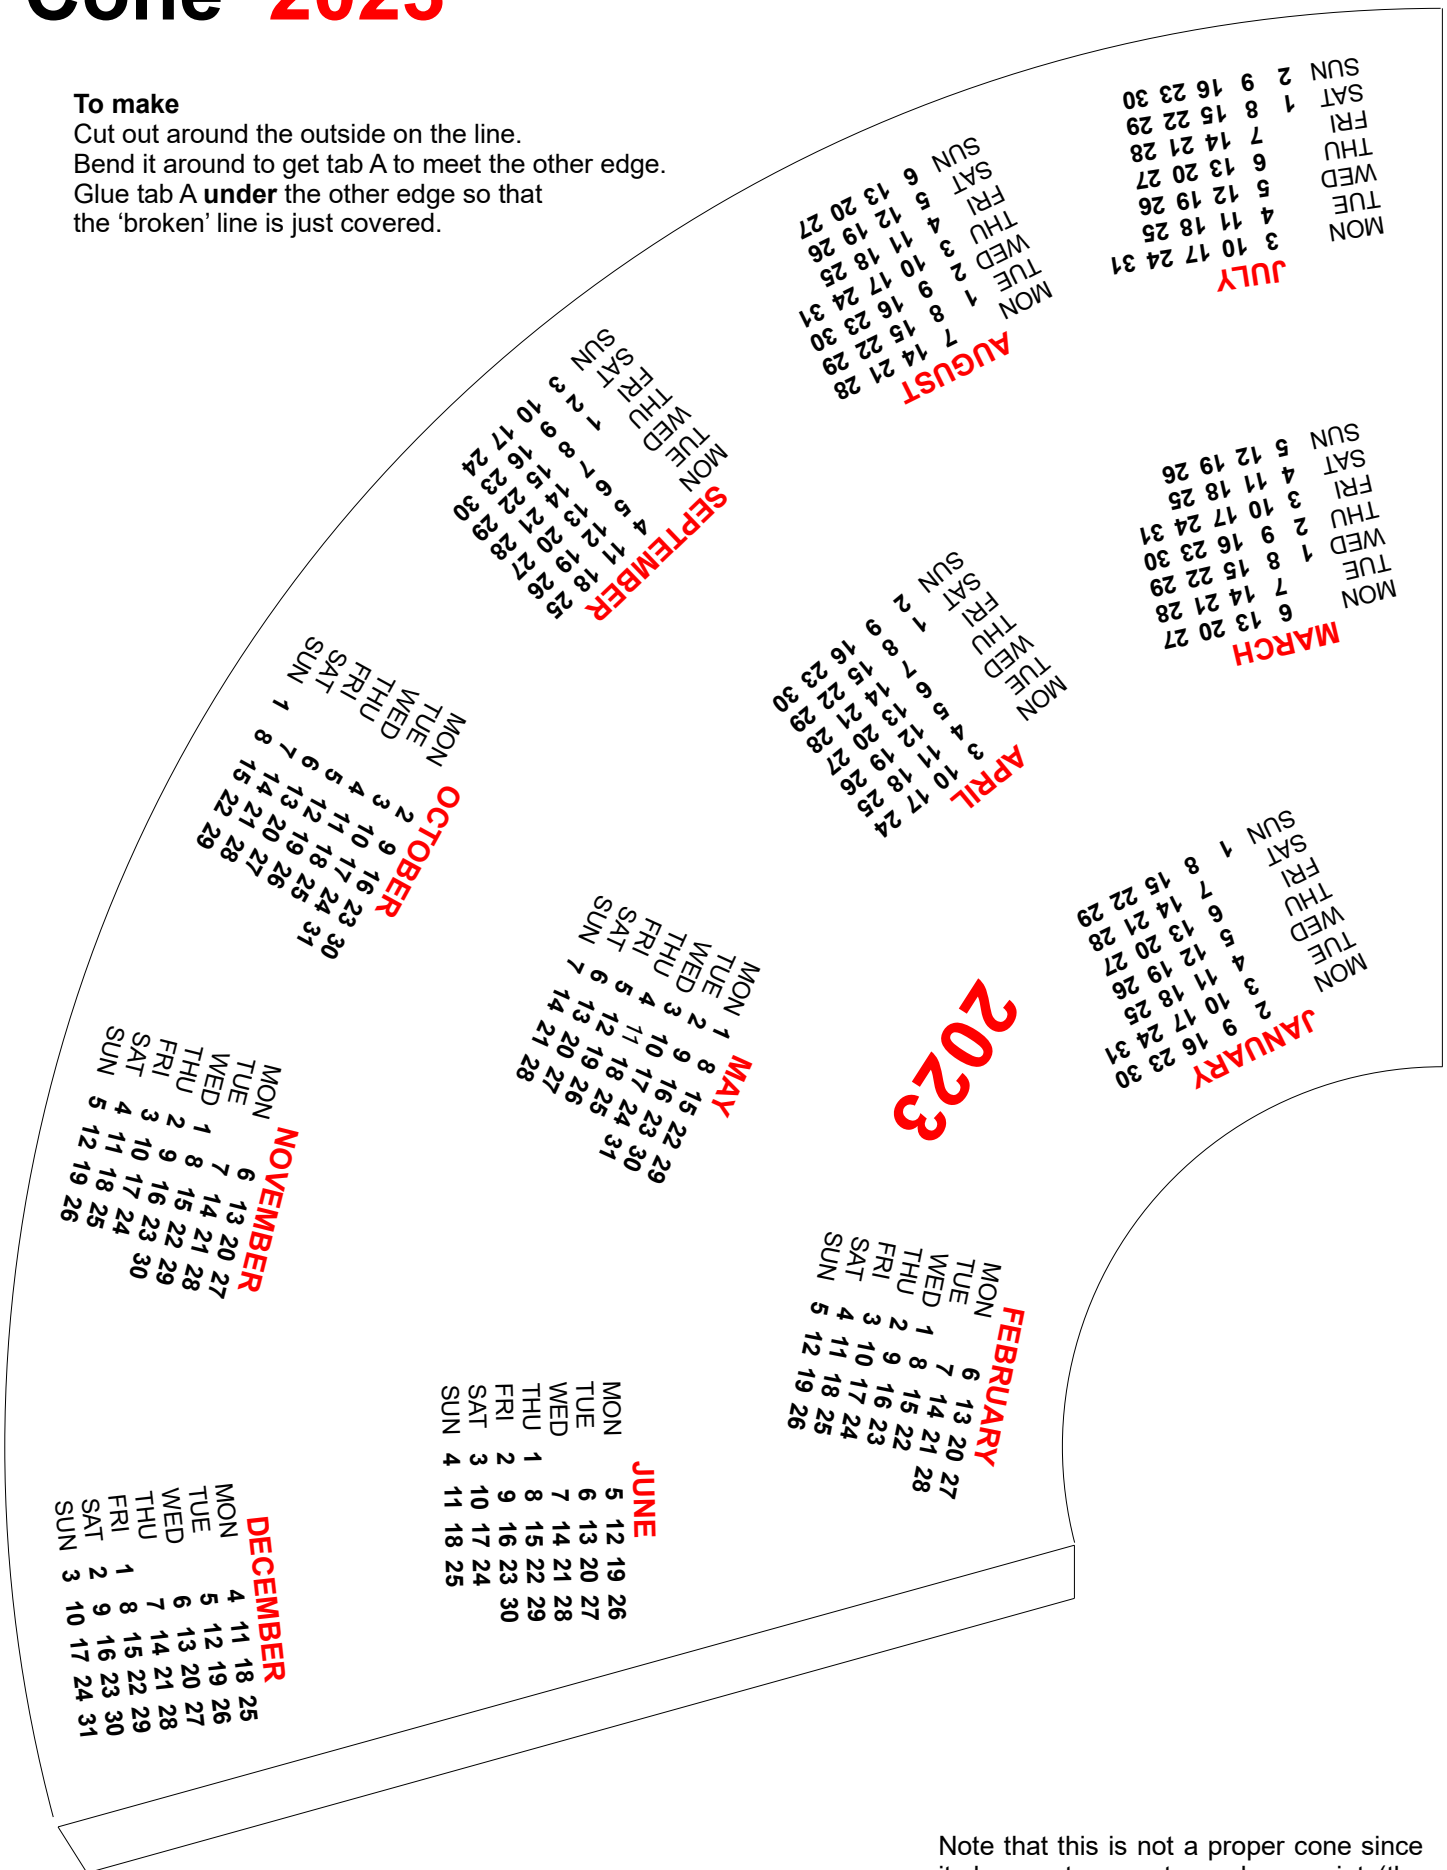 Cone 2023
To make
Cut out around the outside on the line.
Bend it around to get tab A to meet the other edge.
Glue tab A under the other edge so that
the ‘broken’ line is just covered.
2023
JANUARY
MON 2 9 16 23 30
TUE 3 10 17 24 31
WED 4 11 18 25
THU 5 12 19 26
FRI 6 13 20 27
SAT 7 14 21 28
SUN 1 8 15 22 29
FEBRUARY
MON 6 13 20 27
TUE 7 14 21 28
WED 1 8 15 22
THU 2 9 16 23
FRI 3 10 17 24
SAT 4 11 18 25
SUN 5 12 19 26
MARCH
MON 6 13 20 27
TUE 7 14 21 28
WED 1 8 15 22 29
THU 2 9 16 23 30
FRI 3 10 17 24 31
SAT 4 11 18 25
SUN 5 12 19 26
APRIL
MON 3 10 17 24
TUE 4 11 18 25
WED 5 12 19 26
THU 6 13 20 27
FRI 7 14 21 28
SAT 1 8 15 22 29
SUN 2 9 16 23 30
MAY
MON 1 8 15 22 29
TUE 2 9 16 23 30
WED 3 10 17 24 31
THU 4 11 18 25
FRI 5 12 19 26
SAT 6 13 20 27
SUN 7 14 21 28
JUNE
MON 5 12 19 26
TUE 6 13 20 27
WED 7 14 21 28
THU 1 8 15 22 29
FRI 2 9 16 23 30
SAT 3 10 17 24
SUN 4 11 18 25
JULY
MON 3 10 17 24 31
TUE 4 11 18 25
WED 5 12 19 26
THU 6 13 20 27
FRI 7 14 21 28
SAT 1 8 15 22 29
SUN 2 9 16 23 30
AUGUST
MON 7 14 21 28
TUE 1 8 15 22 29
WED 2 9 16 23 30
THU 3 10 17 24 31
FRI 4 11 18 25
SAT 5 12 19 26
SUN 6 13 20 27
SEPTEMBER
MON 4 11 18 25
TUE 5 12 19 26
WED 6 13 20 27
THU 7 14 21 28
FRI 1 8 15 22 29
SAT 2 9 16 23 30
SUN 3 10 17 24
OCTOBER
MON 2 9 16 23 30
TUE 3 10 17 24 31
WED 4 11 18 25
THU 5 12 19 26
FRI 6 13 20 27
SAT 7 14 21 28
SUN 1 8 15 22 29
NOVEMBER
MON 6 13 20 27
TUE 7 14 21 28
WED 1 8 15 22 29
THU 2 9 16 23 30
FRI 3 10 17 24
SAT 4 11 18 25
SUN 5 12 19 26
DECEMBER
MON 4 11 18 25
TUE 5 12 19 26
WED 6 13 20 27
THU 7 14 21 28
FRI 1 8 15 22 29
SAT 2 9 16 23 30
SUN 3 10 17 24 31
Note that this is not a proper cone since